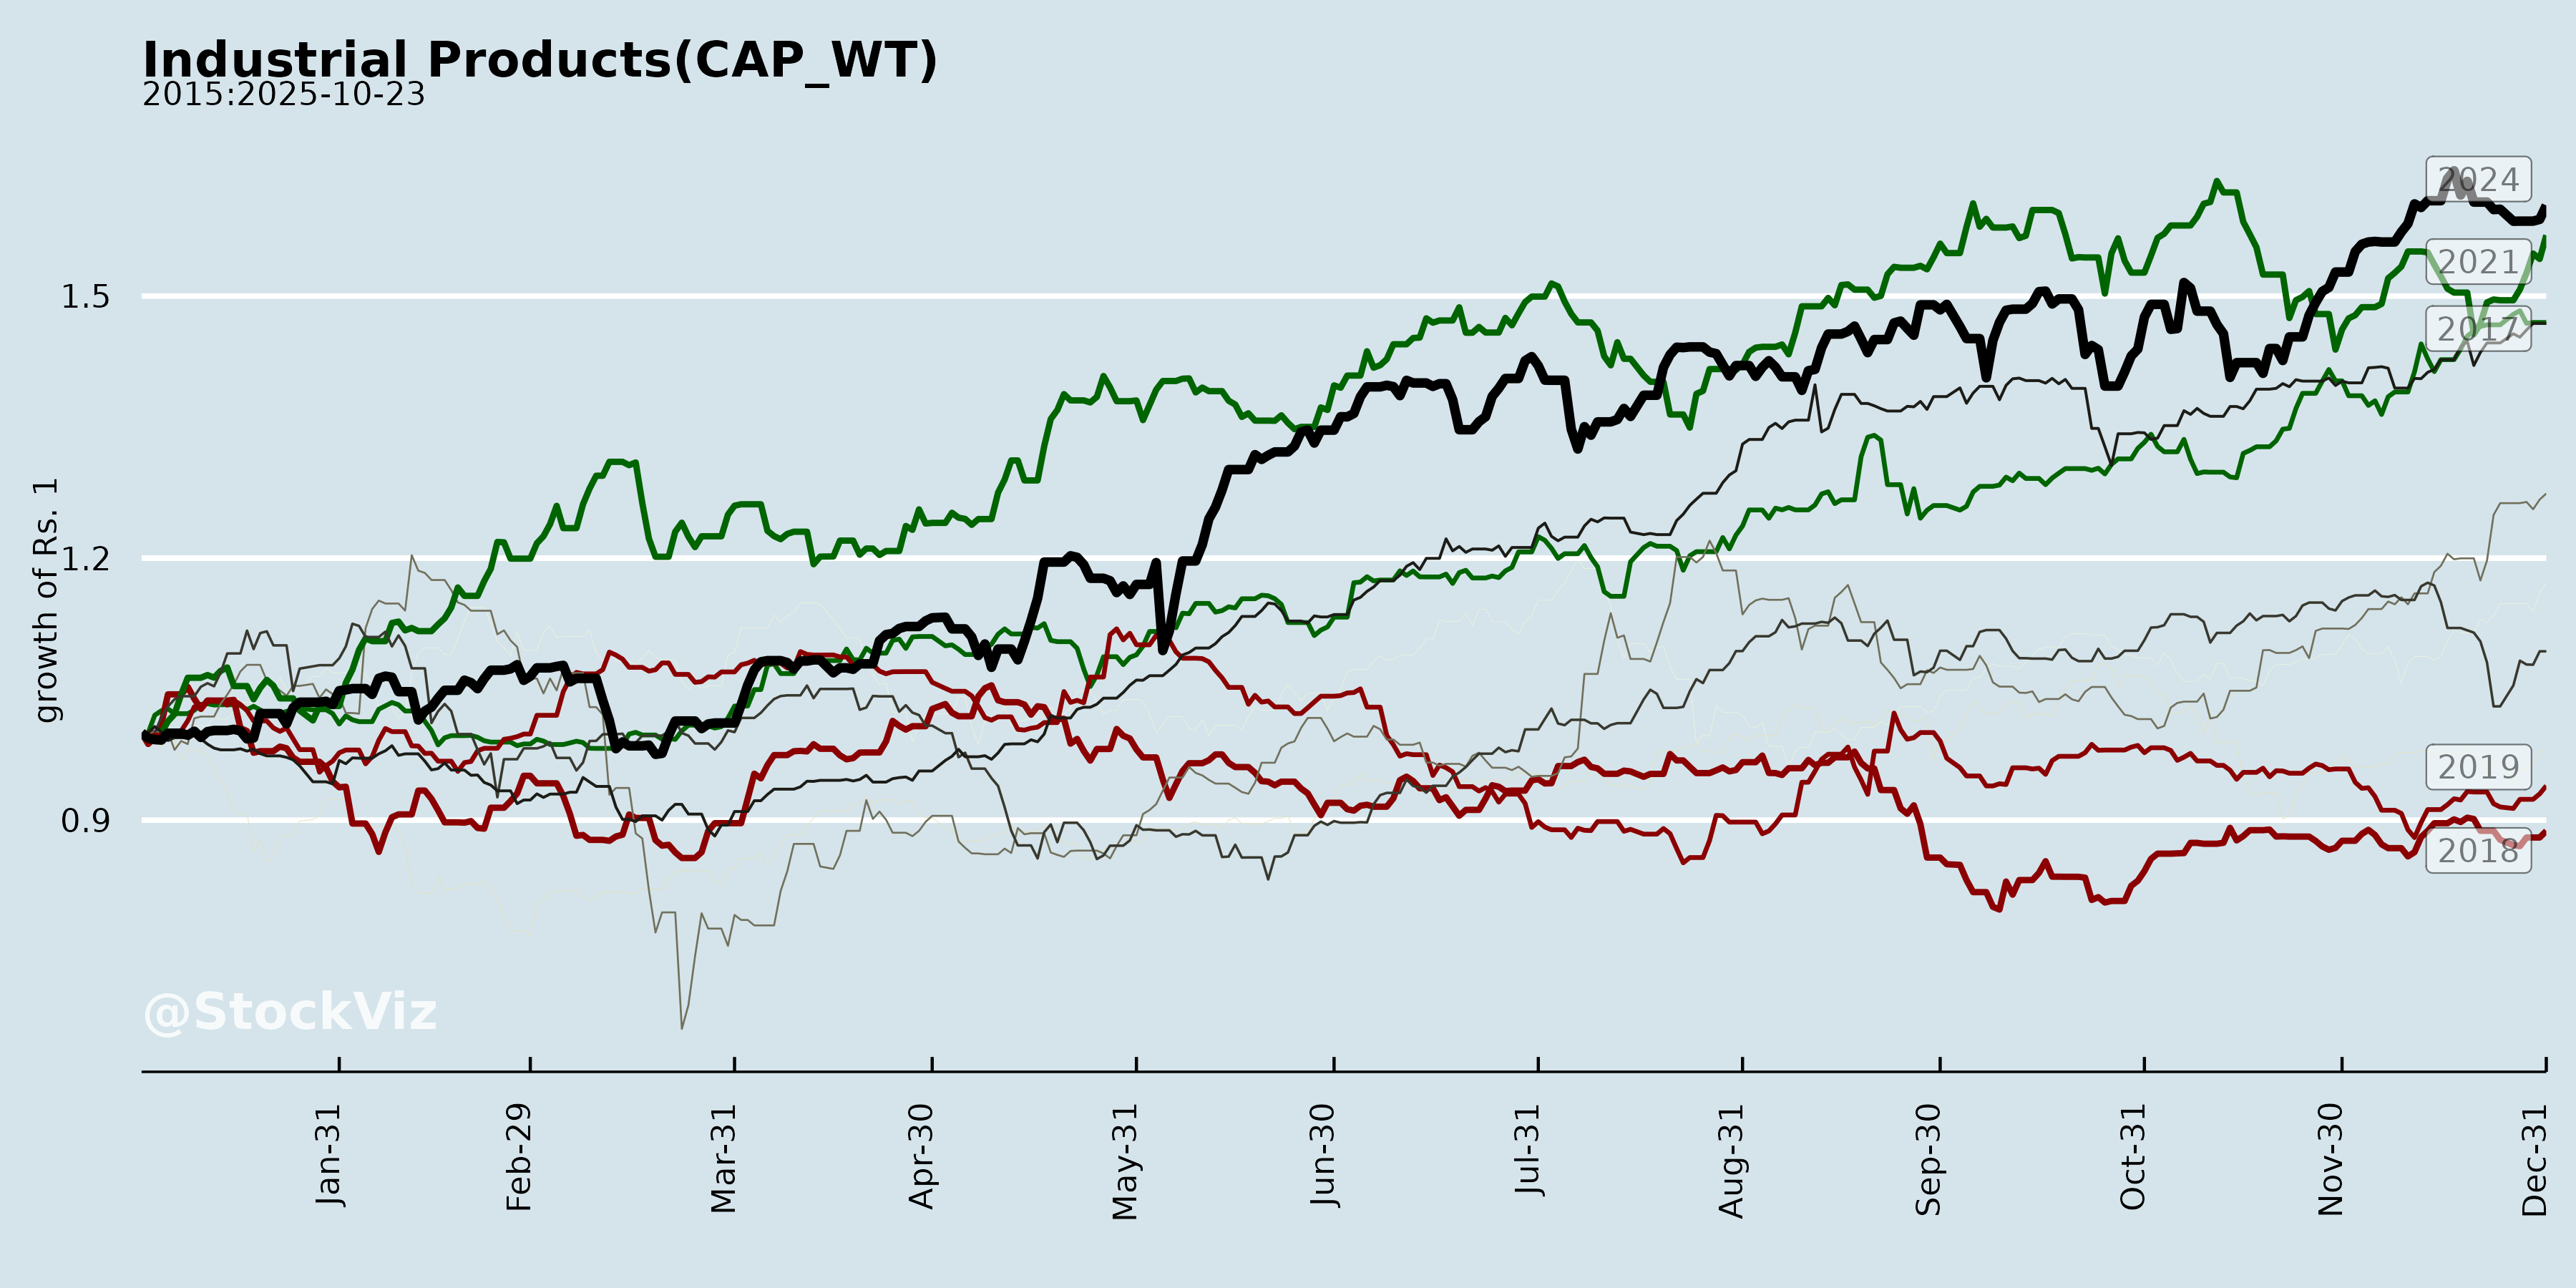 Industrial Products(CAP_WT)
2015:2025-10-23
growth of Rs. 1
1.5
1.2
0.9
2024
2021
2017
2019
2018
@StockViz
Jan-31
Feb-29
Mar-31
Apr-30
May-31
Jun-30
Jul-31
Aug-31
Sep-30
Oct-31
Nov-30
Dec-31